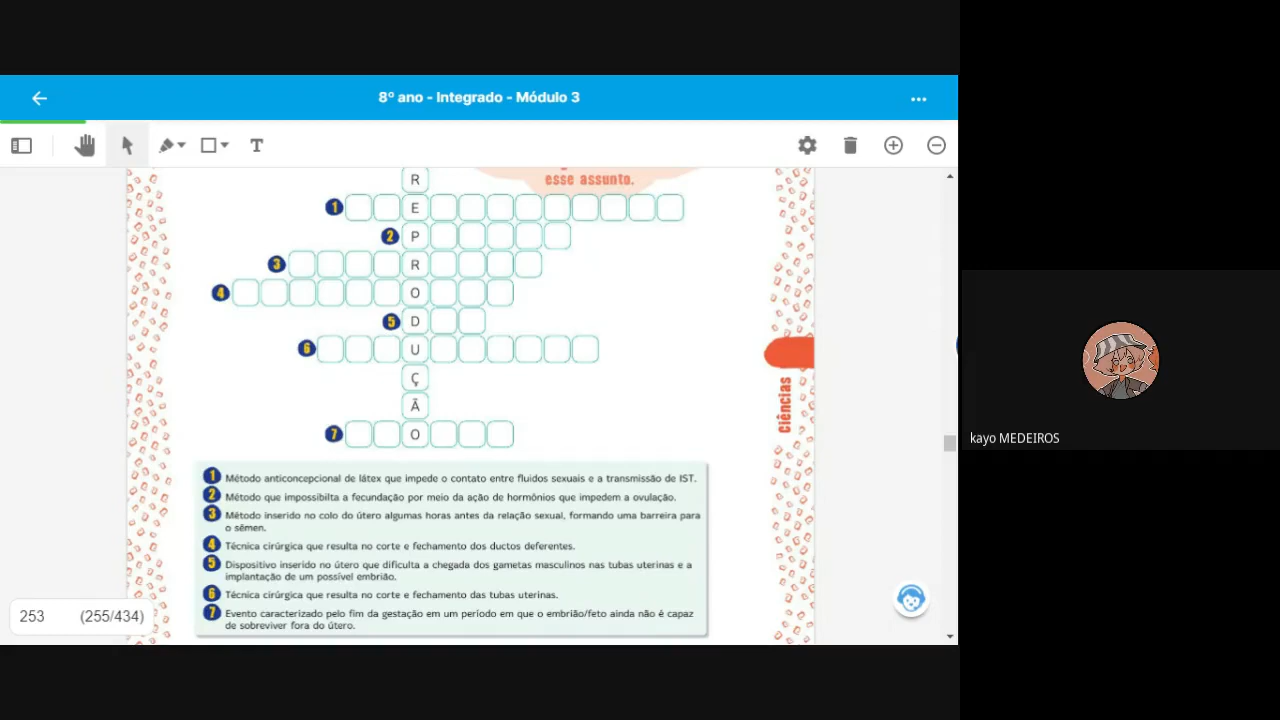 8º ano - Integrado - Módulo 3
T
esse assunto.
R
1 E
2 P
3 R
4 O
5 D
6 U
Ç
Ã
7 O
Ciências
kayo MEDEIROS
1 Método anticoncepcional de látex que impede o contato entre fluidos sexuais e a transmissão de IST.
2 Método que impossibilta a fecundação por meio da ação de hormônios que impedem a ovulação.
3 Método inserido no colo do útero algumas horas antes da relação sexual, formando uma barreira para
o sêmen.
4 Técnica cirúrgica que resulta no corte e fechamento dos ductos deferentes.
5 Dispositivo inserido no útero que dificulta a chegada dos gametas masculinos nas tubas uterinas e a
implantação de um possível embrião.
6 Técnica cirúrgica que resulta no corte e fechamento das tubas uterinas.
7 Evento caracterizado pelo fim da gestação em um período em que o embrião/feto ainda não é capaz
de sobreviver fora do útero.
253 (255/434)